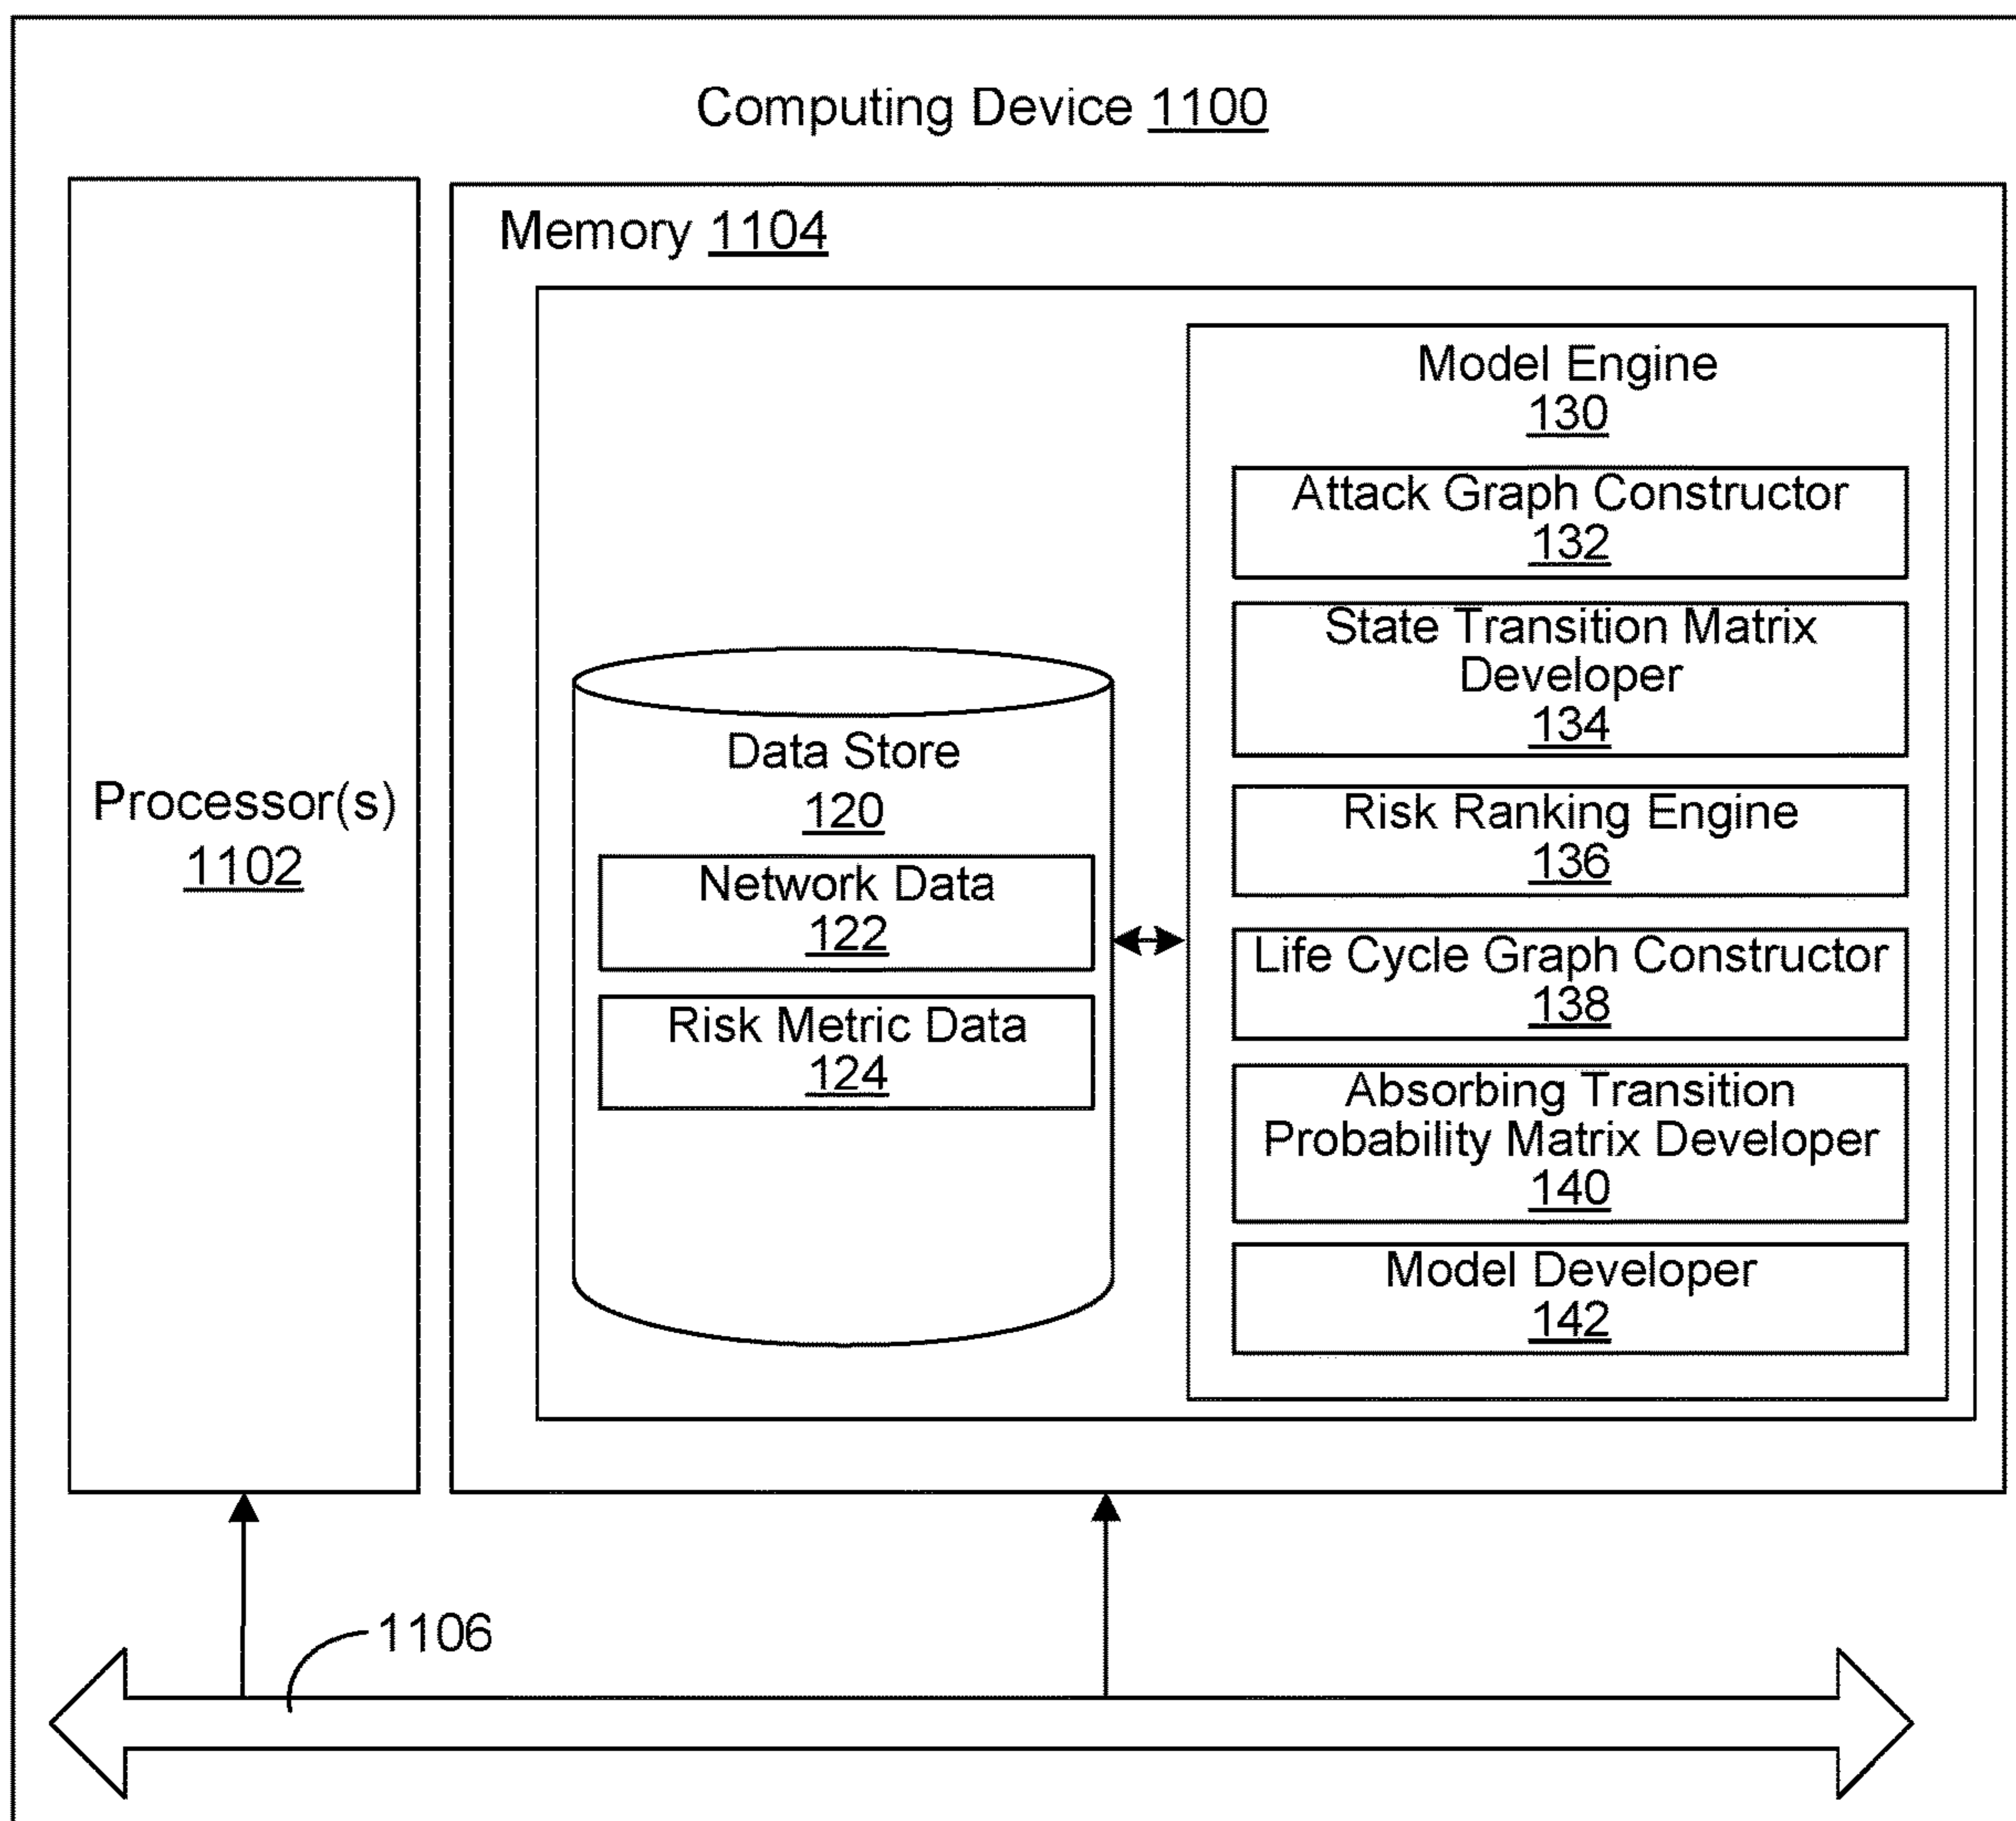 Computing Device 1100
Processor(s)
1102
Memory 1104
Data Store
120
Network Data
122
Risk Metric Data
124
Model Engine
130
Attack Graph Constructor
132
State Transition Matrix
Developer
134
Risk Ranking Engine
136
Life Cycle Graph Constructor
138
Absorbing Transition
Probability Matrix Developer
140
Model Developer
142
1106